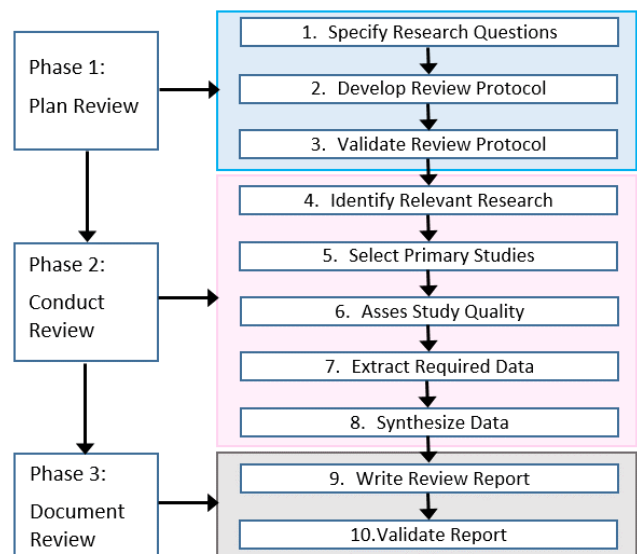 Phase 1:
Plan Review
1. Specify Research Questions
2. Develop Review Protocol
3. Validate Review Protocol
Phase 2:
Conduct
Review
4. Identify Relevant Research
5. Select Primary Studies
6. Asses Study Quality
7. Extract Required Data
8. Synthesize Data
Phase 3:
Document
Review
9. Write Review Report
10.Validate Report